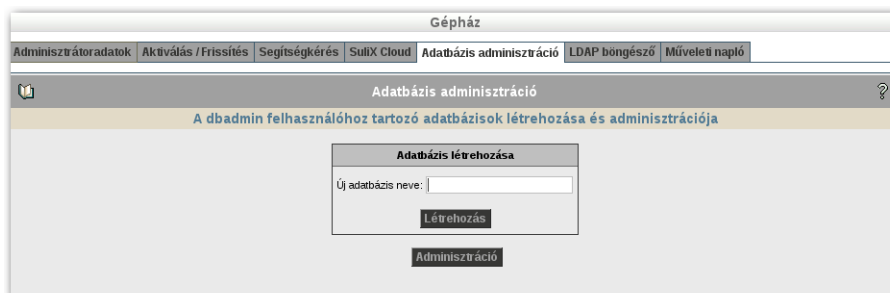 Gépház
Adminisztrátoradatok Aktiválás / Frissítés Segítségkérés SuliX Cloud Adatbázis adminisztráció LDAP böngésző Műveleti napló
Adatbázis adminisztráció ?
A dbadmin felhasználóhoz tartozó adatbázisok létrehozása és adminisztrációja
Adatbázis létrehozása
Új adatbázis neve:
Létrehozás
Adminisztráció